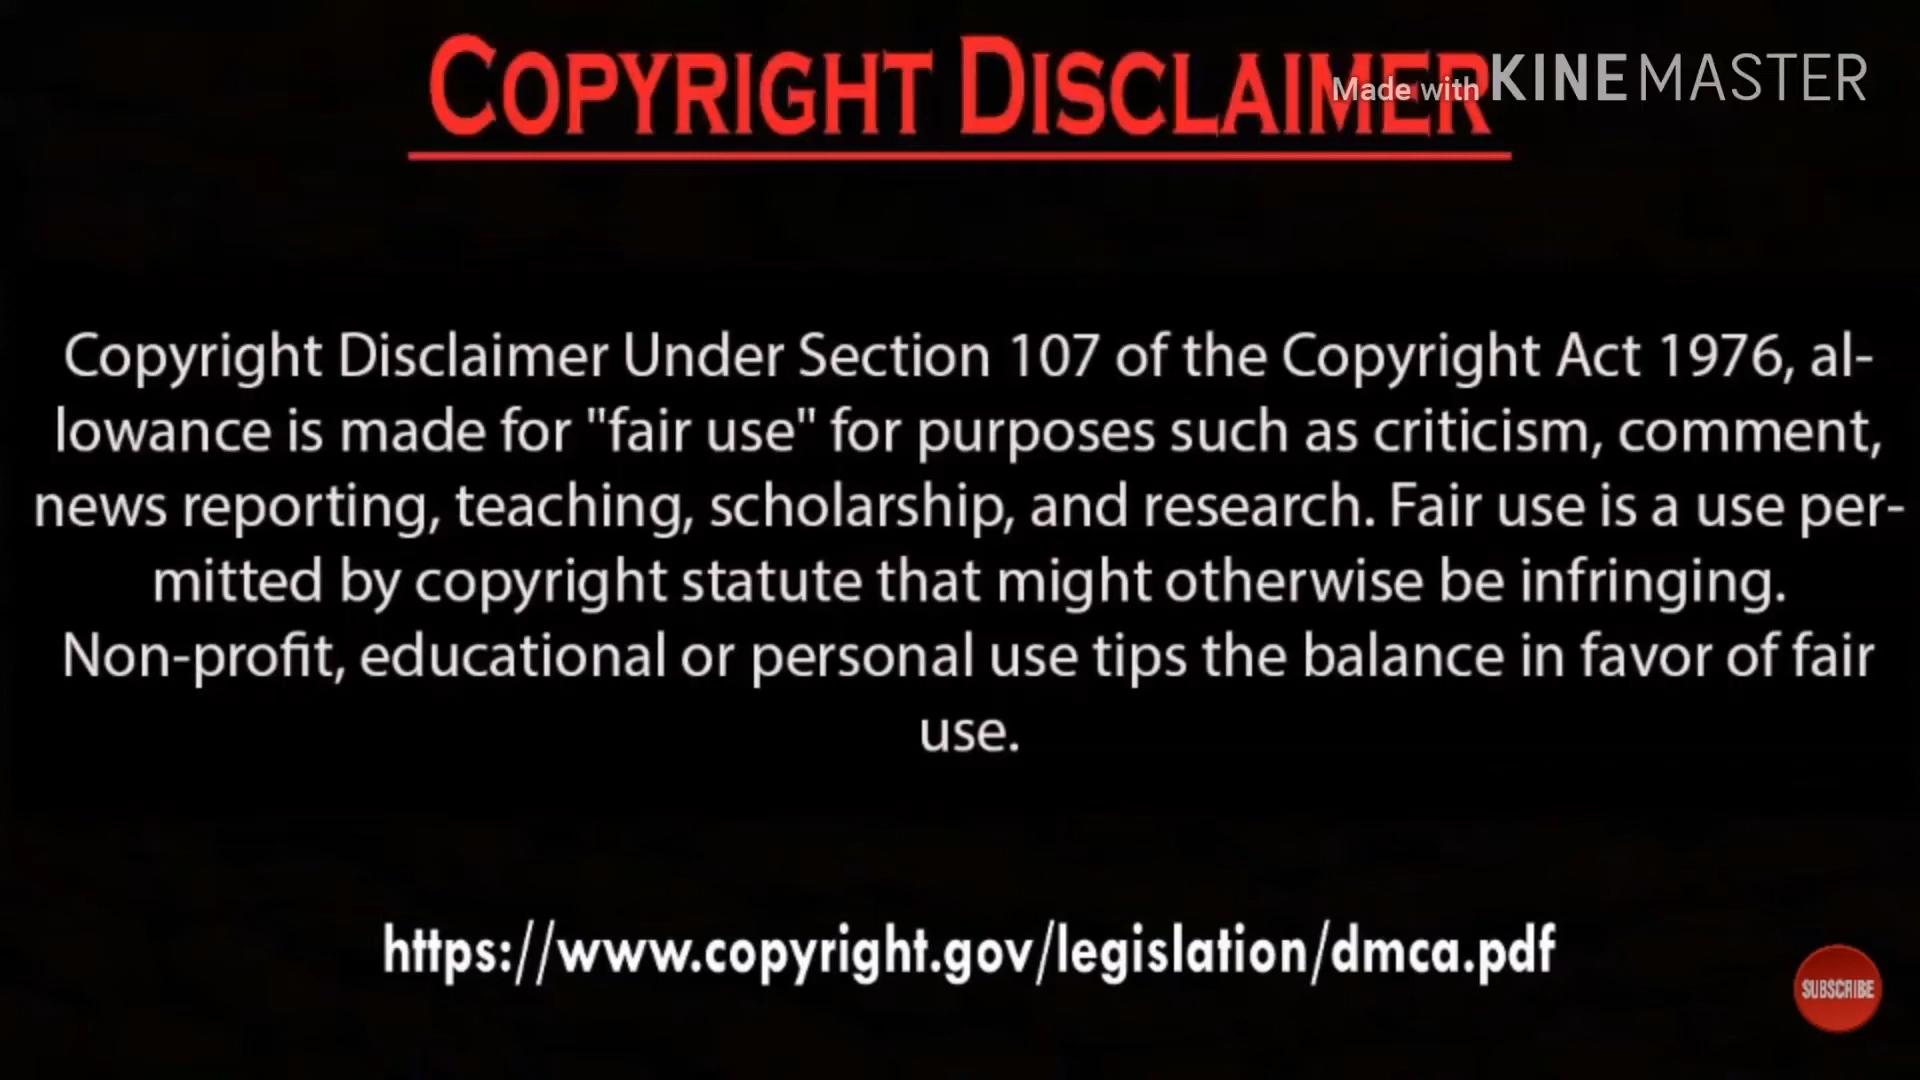 COPYRIGHT DISCLAIMER
Made with KINEMASTER
Copyright Disclaimer Under Section 107 of the Copyright Act 1976, al-
lowance is made for "fair use" for purposes such as criticism, comment,
news reporting, teaching, scholarship, and research. Fair use is a use per-
mitted by copyright statute that might otherwise be infringing.
Non-profit, educational or personal use tips the balance in favor of fair
use.
https://www.copyright.gov/legislation/dmca.pdf
SUBSCRIBE